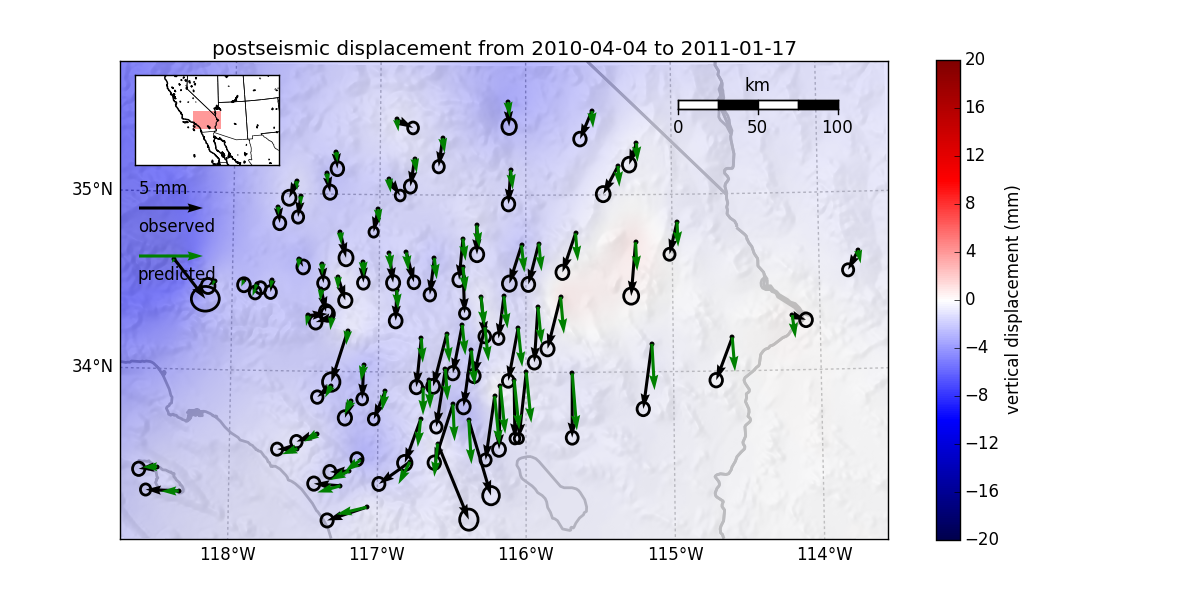 postseismic displacement from 2010-04-04 to 2011-01-17
km
0 50 100
5 mm
observed
predicted
35°N
34°N
118°W 117°W 116°W 115°W 114°W
20
16
12
8
4
0
−4
−8
−12
−16
−20
vertical displacement (mm)